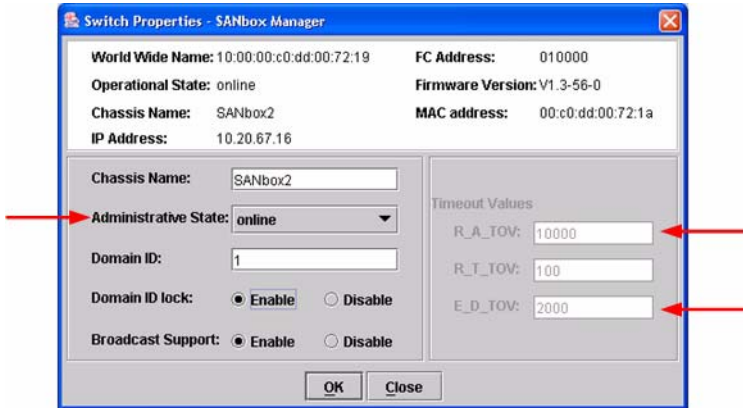 Switch Properties - SANbox Manager
World Wide Name: 10:00:00:c0:dd:00:72:19
FC Address: 010000
Operational State: online
Firmware Version: V1.3-56-0
Chassis Name: SANbox2
MAC address: 00:c0:dd:00:72:1a
IP Address: 10.20.67.16
Chassis Name: SANbox2
Administrative State: online
Domain ID: 1
Domain ID lock: Enable Disable
Broadcast Support: Enable Disable
Timeout Values
R_A_TOV: 10000
R_T_TOV: 100
E_D_TOV: 2000
OK Close